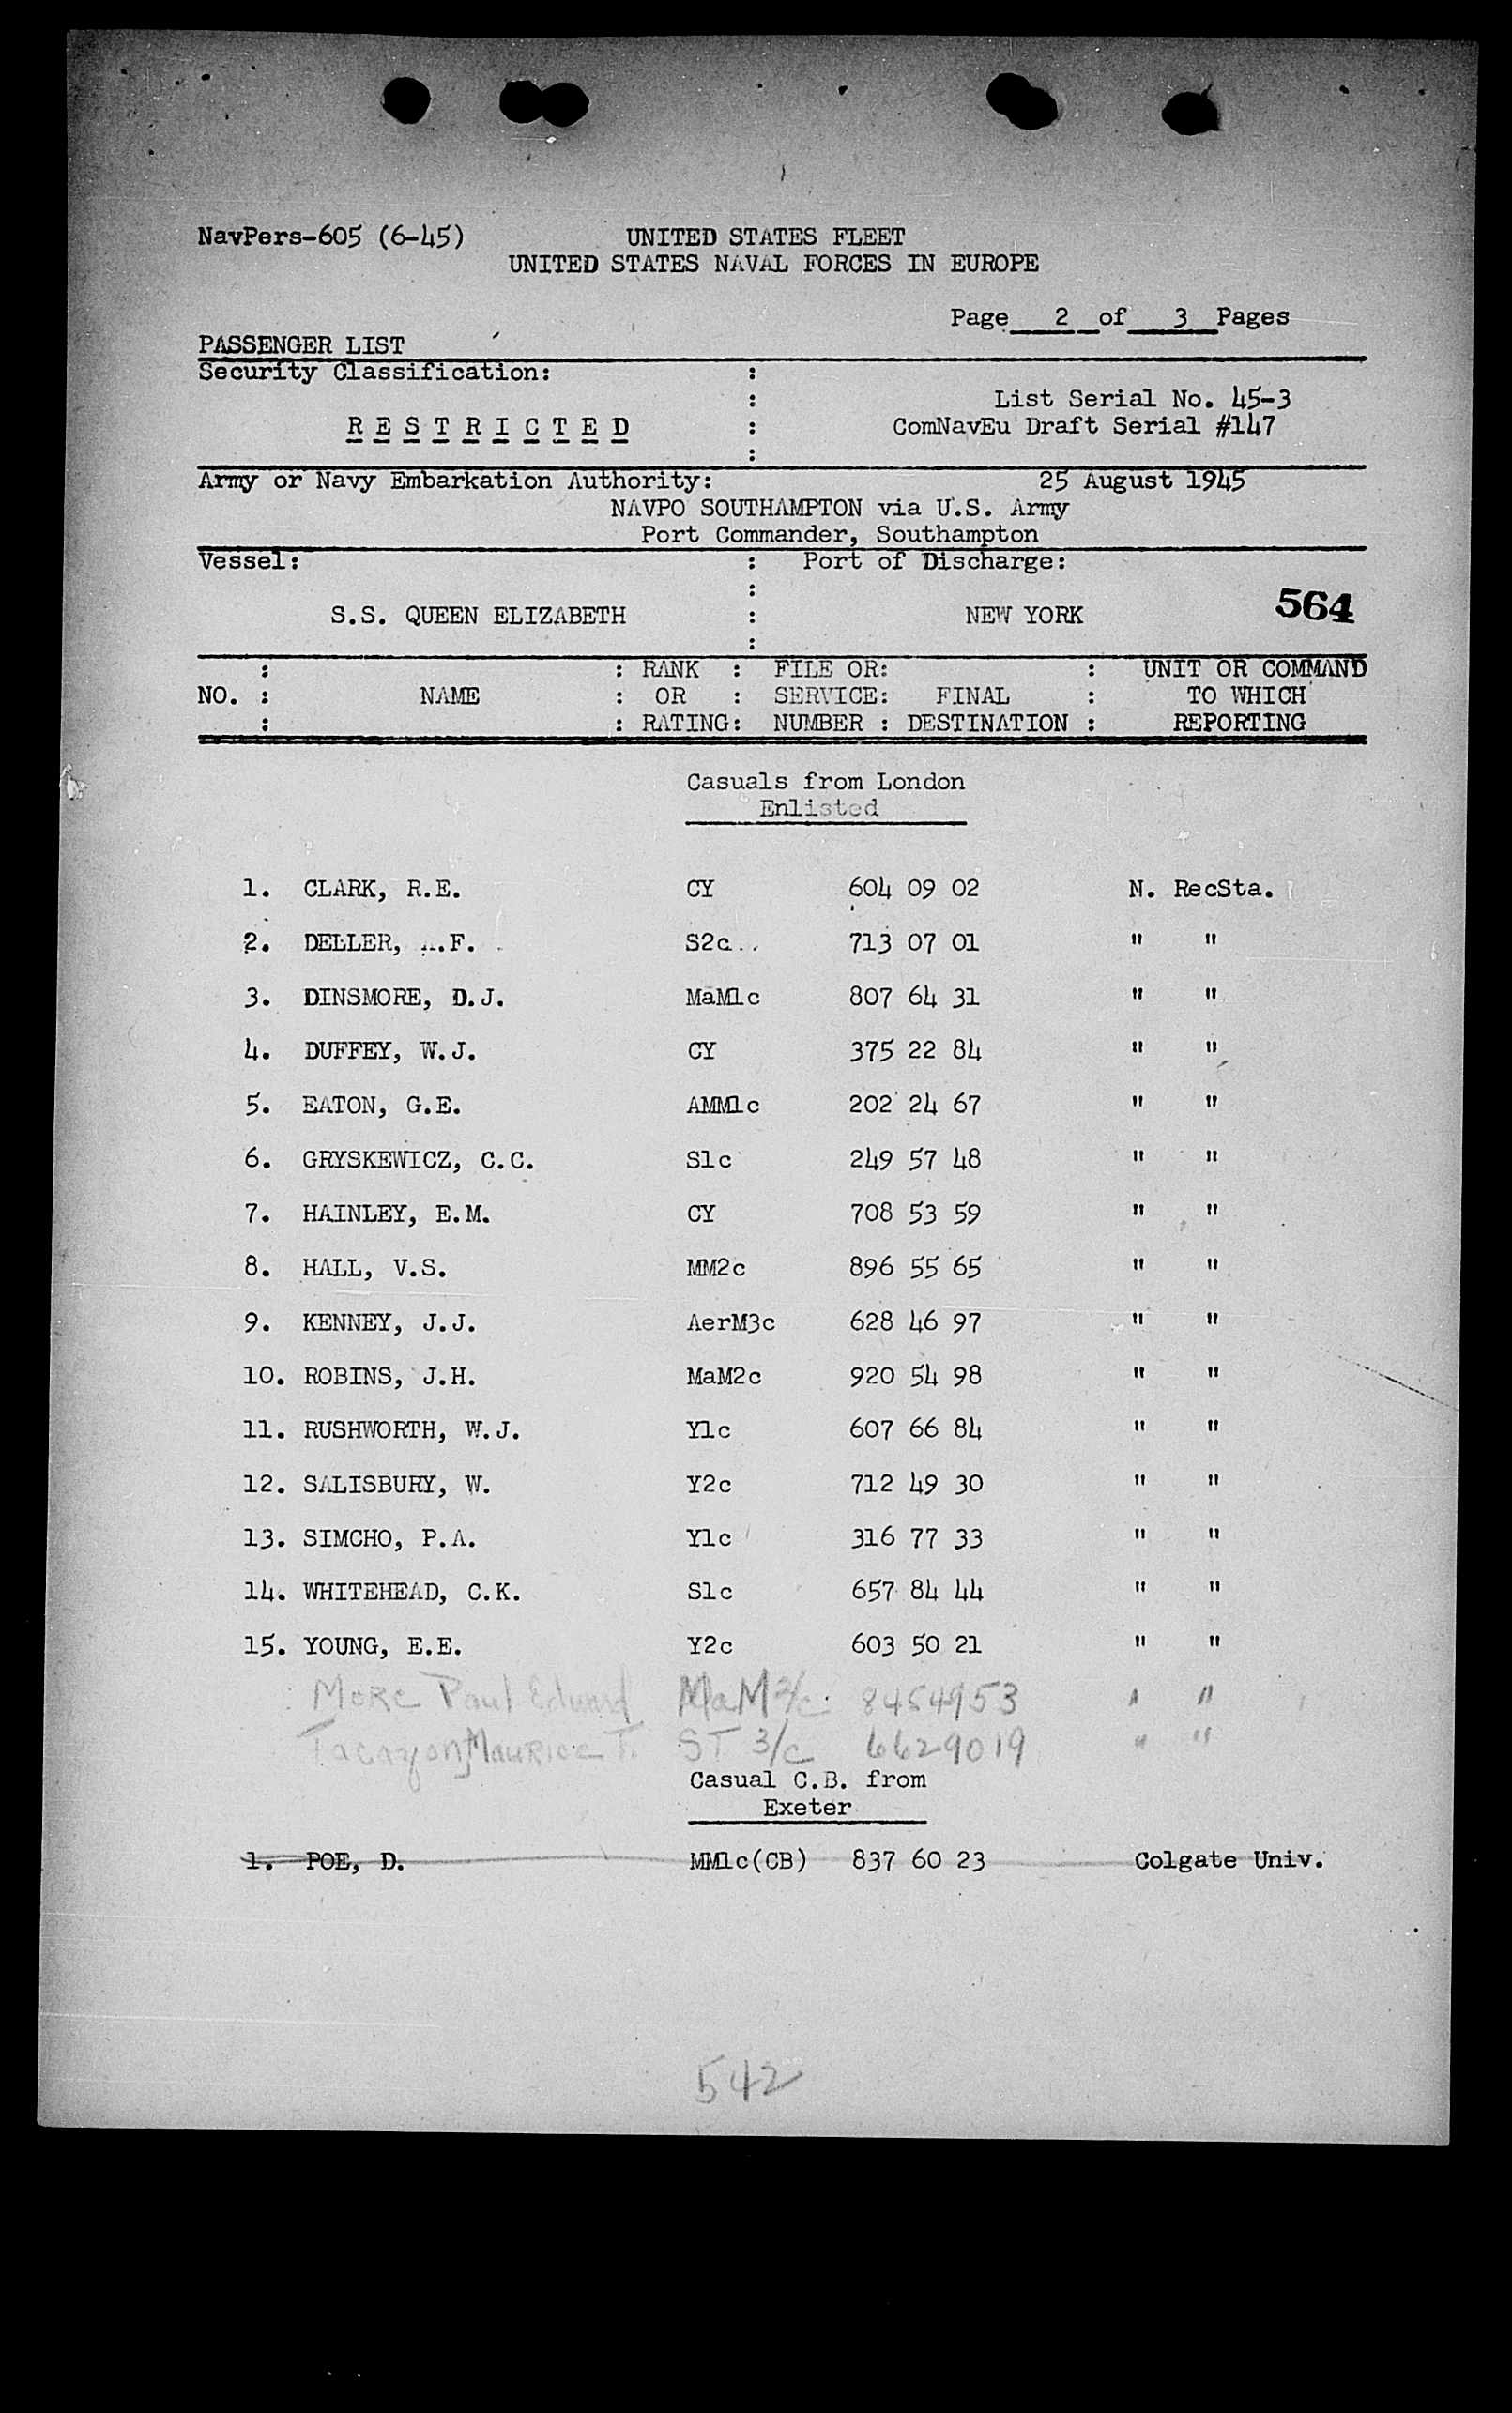 NavPers-605 (6-45) UNITED STATES FLEET
UNITED STATES NAVAL FORCES IN EUROPE
Page 2 of 3 Pages
PASSENGER LIST
Security Classification: :
: List Serial No. 45-3
R E S T R I C T E D : ComNavEu Draft Serial #147
:
Army or Navy Embarkation Authority: 25 August 1945
NAVPO SOUTHAMPTON via U.S. Army
Port Commander, Southampton
Vessel: : Port of Discharge:
:
S.S. QUEEN ELIZABETH : NEW YORK 564
:
: : RANK : FILE OR: : UNIT OR COMMAND
NO. : NAME : OR : SERVICE: FINAL : TO WHICH
: : RATING: NUMBER : DESTINATION : REPORTING
Casuals from London
Enlisted
1. CLARK, R.E. CY 604 09 02 N. RecSta.
2. DELLER, .F. S2c 713 07 01 " "
3. DINSMORE, D.J. MaM1c 807 64 31 " "
4. DUFFEY, W.J. CY 375 22 84 " "
5. EATON, G.E. AMM1c 202 24 67 " "
6. GRYSKEWICZ, C.C. S1c 249 57 48 " "
7. HAINLEY, E.M. CY 708 53 59 " "
8. HALL, V.S. MM2c 896 55 65 " "
9. KENNEY, J.J. AerM3c 628 46 97 " "
10. ROBINS, J.H. MaM2c 920 54 98 " "
11. RUSHWORTH, W.J. Y1c 607 66 84 " "
12. SALISBURY, W. Y2c 712 49 30 " "
13. SIMCHO, P.A. Y1c 316 77 33 " "
14. WHITEHEAD, C.K. S1c 657 84 44 " "
15. YOUNG, E.E. Y2c 603 50 21 " "
Paul Edward MaM 2/c 8454953 " "
Maurice T. ST 3/c 6629019 " "
Casual C.B. from
Exeter
1. POE, D. MM1c(CB) 837 60 23 Colgate Univ.
542